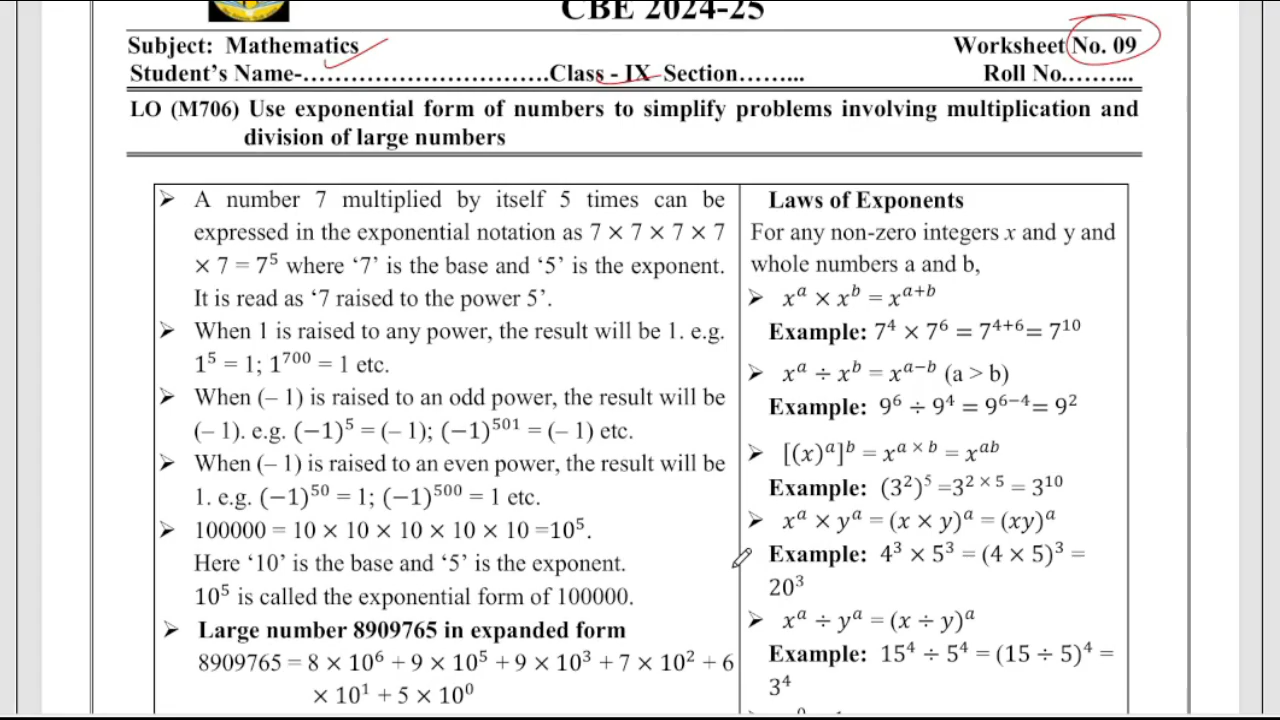 CBE 2024-25
Subject: Mathematics
Worksheet No. 09
Student's Name-................................Class - IX Section.........
Roll No.........
LO (M706) Use exponential form of numbers to simplify problems involving multiplication and
division of large numbers
➢ A number 7 multiplied by itself 5 times can be
expressed in the exponential notation as 7 × 7 × 7 × 7
× 7 = 7⁵ where '7' is the base and '5' is the exponent.
It is read as '7 raised to the power 5'.
➢ When 1 is raised to any power, the result will be 1. e.g.
1⁵ = 1; 1⁷⁰⁰ = 1 etc.
➢ When (– 1) is raised to an odd power, the result will be
(– 1). e.g. (−1)⁵ = (– 1); (−1)⁵⁰¹ = (– 1) etc.
➢ When (– 1) is raised to an even power, the result will be
1. e.g. (−1)⁵⁰ = 1; (−1)⁵⁰⁰ = 1 etc.
➢ 100000 = 10 × 10 × 10 × 10 × 10 =10⁵.
Here '10' is the base and '5' is the exponent.
10⁵ is called the exponential form of 100000.
➢ Large number 8909765 in expanded form
8909765 = 8 × 10⁶ + 9 × 10⁵ + 9 × 10³ + 7 × 10² + 6
× 10¹ + 5 × 10⁰
Laws of Exponents
For any non-zero integers x and y and
whole numbers a and b,
➢ xᵃ × xᵇ = xᵃ⁺ᵇ
Example: 7⁴ × 7⁶ = 7⁴⁺⁶= 7¹⁰
➢ xᵃ ÷ xᵇ = xᵃ⁻ᵇ (a > b)
Example: 9⁶ ÷ 9⁴ = 9⁶⁻⁴= 9²
➢ [(x)ᵃ]ᵇ = xᵃ ˣ ᵇ = xᵃᵇ
Example: (3²)⁵ =3² ˣ ⁵ = 3¹⁰
➢ xᵃ × yᵃ = (x × y)ᵃ = (xy)ᵃ
Example: 4³ × 5³ = (4 × 5)³ =
20³
➢ xᵃ ÷ yᵃ = (x ÷ y)ᵃ
Example: 15⁴ ÷ 5⁴ = (15 ÷ 5)⁴ =
3⁴